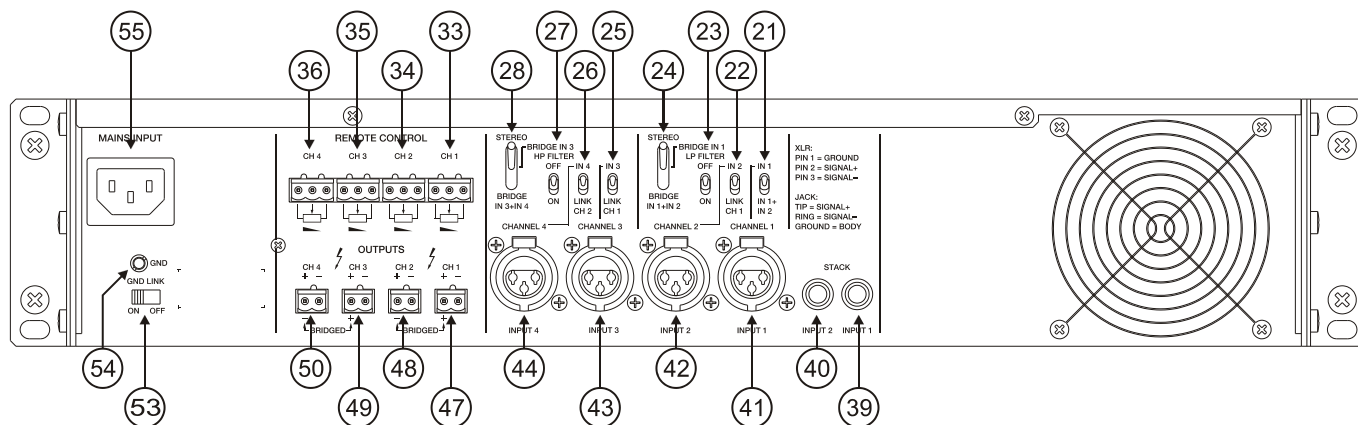 55
35
33
27
25
23
21
36
34
28
26
24
22
MAINS INPUT
REMOTE CONTROL
CH 4
CH 3
CH 2
CH 1
STEREO
BRIDGE IN 3
HP FILTER
OFF
IN 4
IN 3
BRIDGE
IN 3+IN 4
ON
LINK
CH 2
LINK
CH 1
STEREO
BRIDGE IN 1
LP FILTER
OFF
IN 2
IN 1
BRIDGE
IN 1+IN 2
ON
LINK
CH 1
IN 1+
IN 2
XLR:
PIN 1 = GROUND
PIN 2 = SIGNAL+
PIN 3 = SIGNAL–
JACK:
TIP = SIGNAL+
RING = SIGNAL–
GROUND = BODY
CHANNEL 4
CHANNEL 3
CHANNEL 2
CHANNEL 1
OUTPUTS
CH 4
CH 3
CH 2
CH 1
+ –
+ –
+ –
+ –
GND
GND LINK
ON OFF
– BRIDGED +
– BRIDGED +
STACK
INPUT 4
INPUT 3
INPUT 2
INPUT 1
INPUT 2
INPUT 1
54
50
48
44
42
40
53
49
47
43
41
39